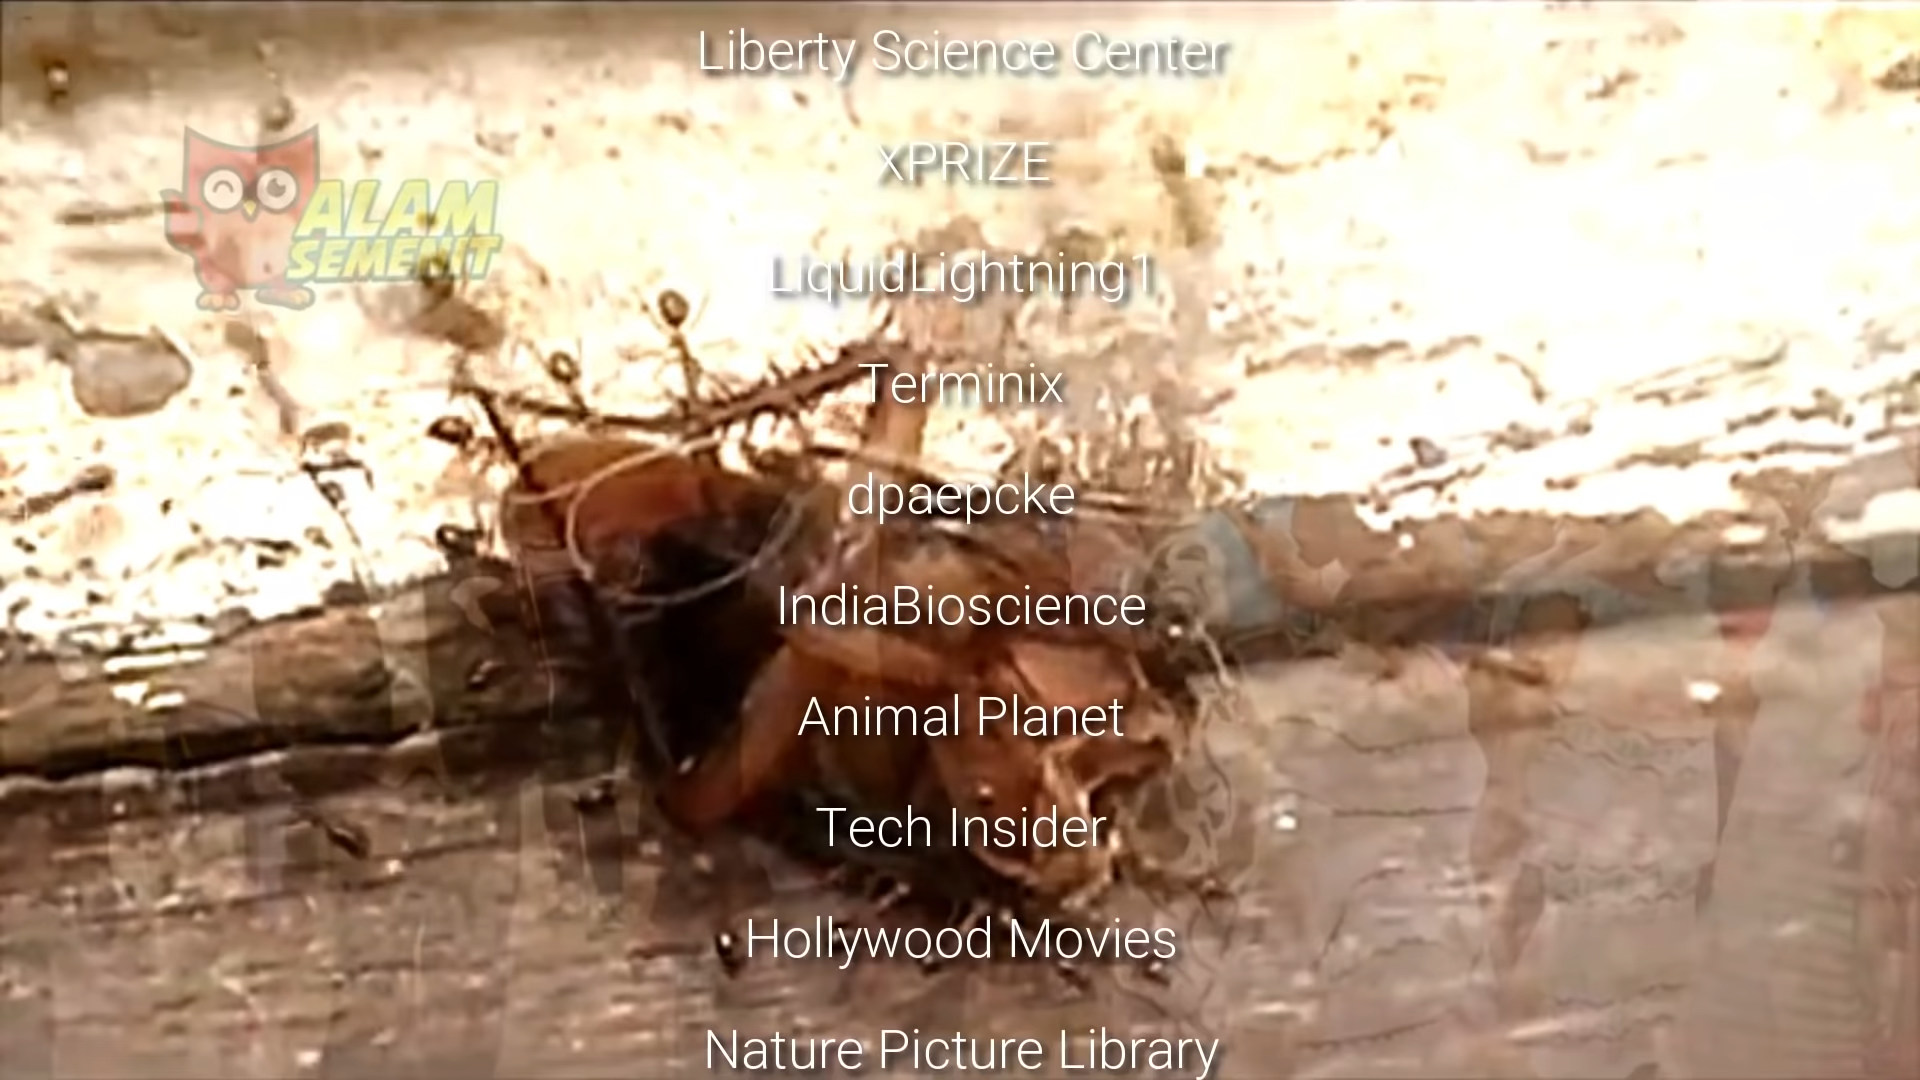 Liberty Science Center
XPRIZE
ALAM
SEMENIT
LiquidLightning1
Terminix
dpaepcke
IndiaBioscience
Animal Planet
Tech Insider
Hollywood Movies
Nature Picture Library